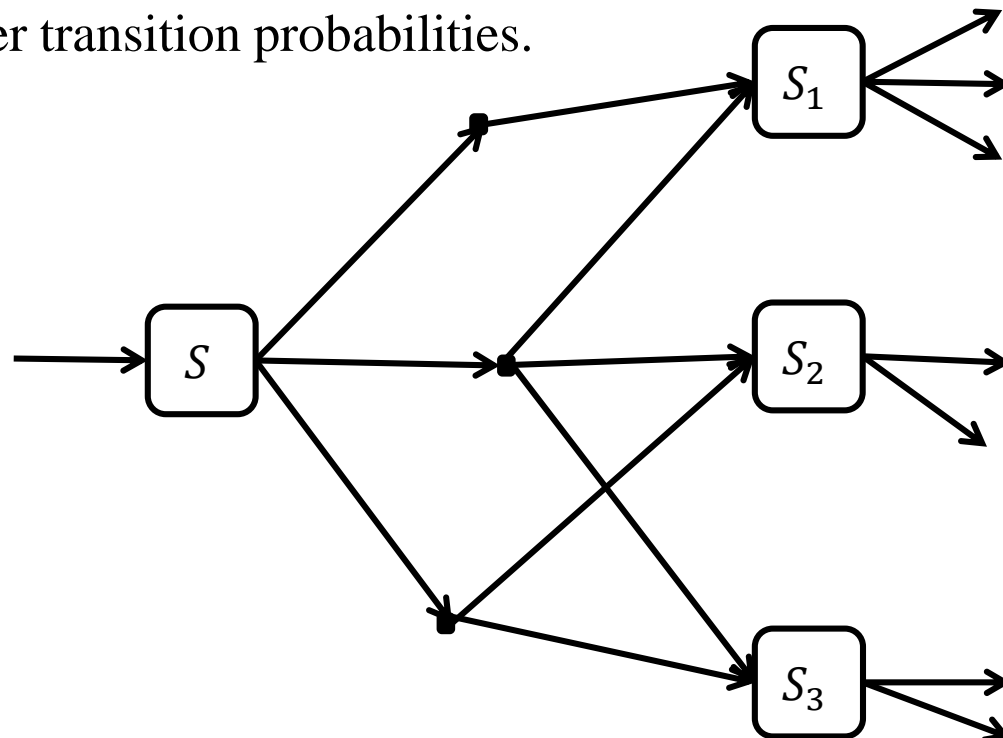 er transition probabilities.
S₁
S
S₂
S₃